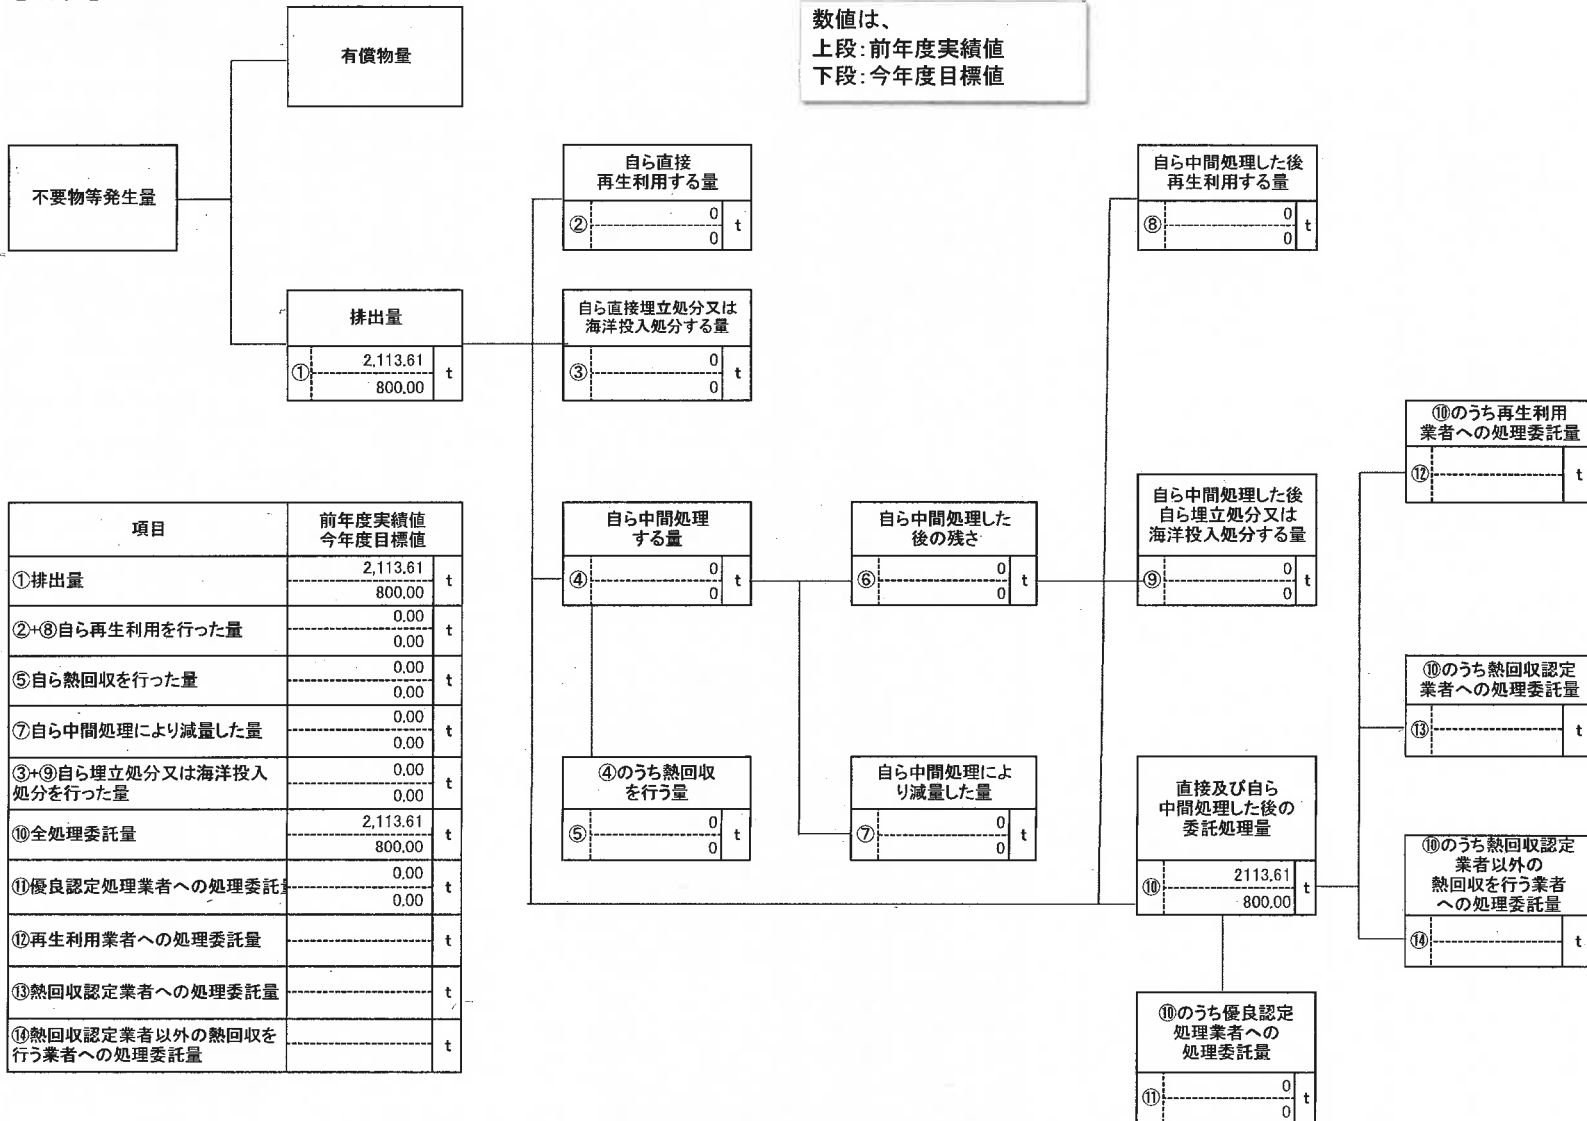 数値は、
上段:前年度実績値
下段:今年度目標値
有償物量
不要物等発生量
排出量
① 2,113.61 t
800.00
自ら直接
再生利用する量
② 0 t
0
自ら直接埋立処分又は
海洋投入処分する量
③ 0 t
0
自ら中間処理した後
再生利用する量
⑧ 0 t
0
自ら中間処理
する量
④ 0 t
0
自ら中間処理した
後の残さ
⑥ 0 t
0
自ら中間処理した後
自ら埋立処分又は
海洋投入処分する量
⑨ 0 t
0
④のうち熱回収
を行う量
⑤ 0 t
0
自ら中間処理によ
り減量した量
⑦ 0 t
0
直接及び自ら
中間処理した後の
委託処理量
⑩ 2113.61 t
800.00
⑩のうち優良認定
処理業者への
処理委託量
⑪ 0 t
0
⑩のうち再生利用
業者への処理委託量
⑫ t
⑩のうち熱回収認定
業者への処理委託量
⑬ t
⑩のうち熱回収認定
業者以外の
熱回収を行う業者
への処理委託量
⑭ t
項目 前年度実績値
今年度目標値
①排出量 2,113.61 t
800.00
②+⑧自ら再生利用を行った量 0.00 t
0.00
⑤自ら熱回収を行った量 0.00 t
0.00
⑦自ら中間処理により減量した量 0.00 t
0.00
③+⑨自ら埋立処分又は海洋投入
処分を行った量 0.00 t
0.00
⑩全処理委託量 2,113.61 t
800.00
⑪優良認定処理業者への処理委託 0.00 t
0.00
⑫再生利用業者への処理委託量 t
⑬熱回収認定業者への処理委託量 t
⑭熱回収認定業者以外の熱回収を
行う業者への処理委託量 t